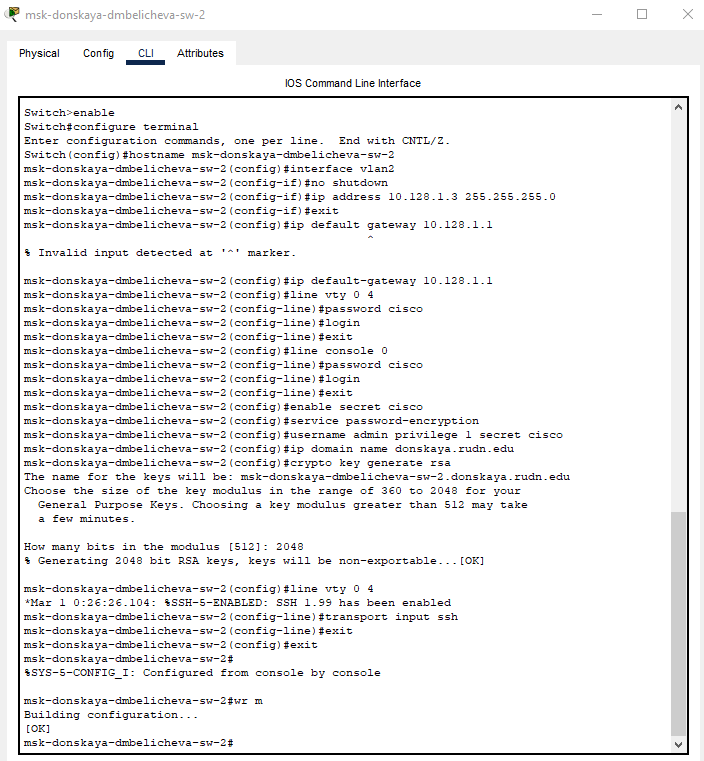 msk-donskaya-dmbelicheva-sw-2
Physical Config CLI Attributes
IOS Command Line Interface
Switch>enable
Switch#configure terminal
Enter configuration commands, one per line.  End with CNTL/Z.
Switch(config)#hostname msk-donskaya-dmbelicheva-sw-2
msk-donskaya-dmbelicheva-sw-2(config)#interface vlan2
msk-donskaya-dmbelicheva-sw-2(config-if)#no shutdown
msk-donskaya-dmbelicheva-sw-2(config-if)#ip address 10.128.1.3 255.255.255.0
msk-donskaya-dmbelicheva-sw-2(config-if)#exit
msk-donskaya-dmbelicheva-sw-2(config)#ip default gateway 10.128.1.1
^
% Invalid input detected at '^' marker.
msk-donskaya-dmbelicheva-sw-2(config)#ip default-gateway 10.128.1.1
msk-donskaya-dmbelicheva-sw-2(config)#line vty 0 4
msk-donskaya-dmbelicheva-sw-2(config-line)#password cisco
msk-donskaya-dmbelicheva-sw-2(config-line)#login
msk-donskaya-dmbelicheva-sw-2(config-line)#exit
msk-donskaya-dmbelicheva-sw-2(config)#line console 0
msk-donskaya-dmbelicheva-sw-2(config-line)#password cisco
msk-donskaya-dmbelicheva-sw-2(config-line)#login
msk-donskaya-dmbelicheva-sw-2(config-line)#exit
msk-donskaya-dmbelicheva-sw-2(config)#enable secret cisco
msk-donskaya-dmbelicheva-sw-2(config)#service password-encryption
msk-donskaya-dmbelicheva-sw-2(config)#username admin privilege 1 secret cisco
msk-donskaya-dmbelicheva-sw-2(config)#ip domain name donskaya.rudn.edu
msk-donskaya-dmbelicheva-sw-2(config)#crypto key generate rsa
The name for the keys will be: msk-donskaya-dmbelicheva-sw-2.donskaya.rudn.edu
Choose the size of the key modulus in the range of 360 to 2048 for your
General Purpose Keys. Choosing a key modulus greater than 512 may take
a few minutes.
How many bits in the modulus [512]: 2048
% Generating 2048 bit RSA keys, keys will be non-exportable...[OK]
msk-donskaya-dmbelicheva-sw-2(config)#line vty 0 4
*Mar 1 0:26:26.104: %SSH-5-ENABLED: SSH 1.99 has been enabled
msk-donskaya-dmbelicheva-sw-2(config-line)#transport input ssh
msk-donskaya-dmbelicheva-sw-2(config-line)#exit
msk-donskaya-dmbelicheva-sw-2(config)#exit
msk-donskaya-dmbelicheva-sw-2#
%SYS-5-CONFIG_I: Configured from console by console
msk-donskaya-dmbelicheva-sw-2#wr m
Building configuration...
[OK]
msk-donskaya-dmbelicheva-sw-2#